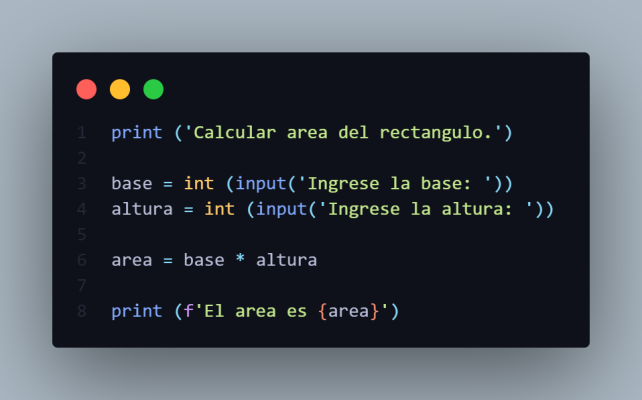 1 print ('Calcular area del rectangulo.')
2
3 base = int (input('Ingrese la base: '))
4 altura = int (input('Ingrese la altura: '))
5
6 area = base * altura
7
8 print (f'El area es {area}')